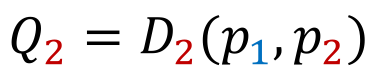 Q₂ = D₂(p₁, p₂)